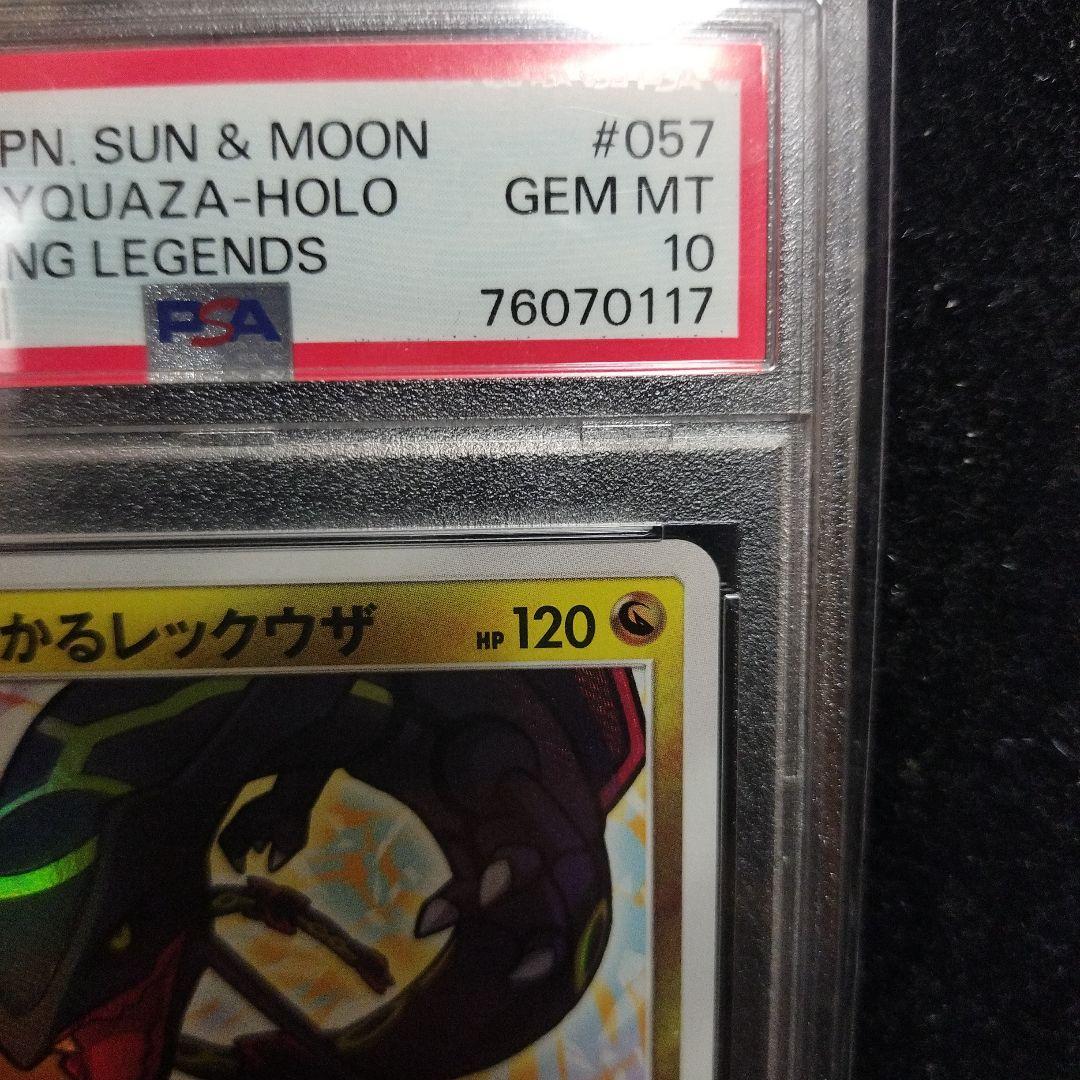 PN. SUN & MOON #057
YQUAZA-HOLO GEM MT
NG LEGENDS 10
PSA 76070117
かるレックウザ HP 120